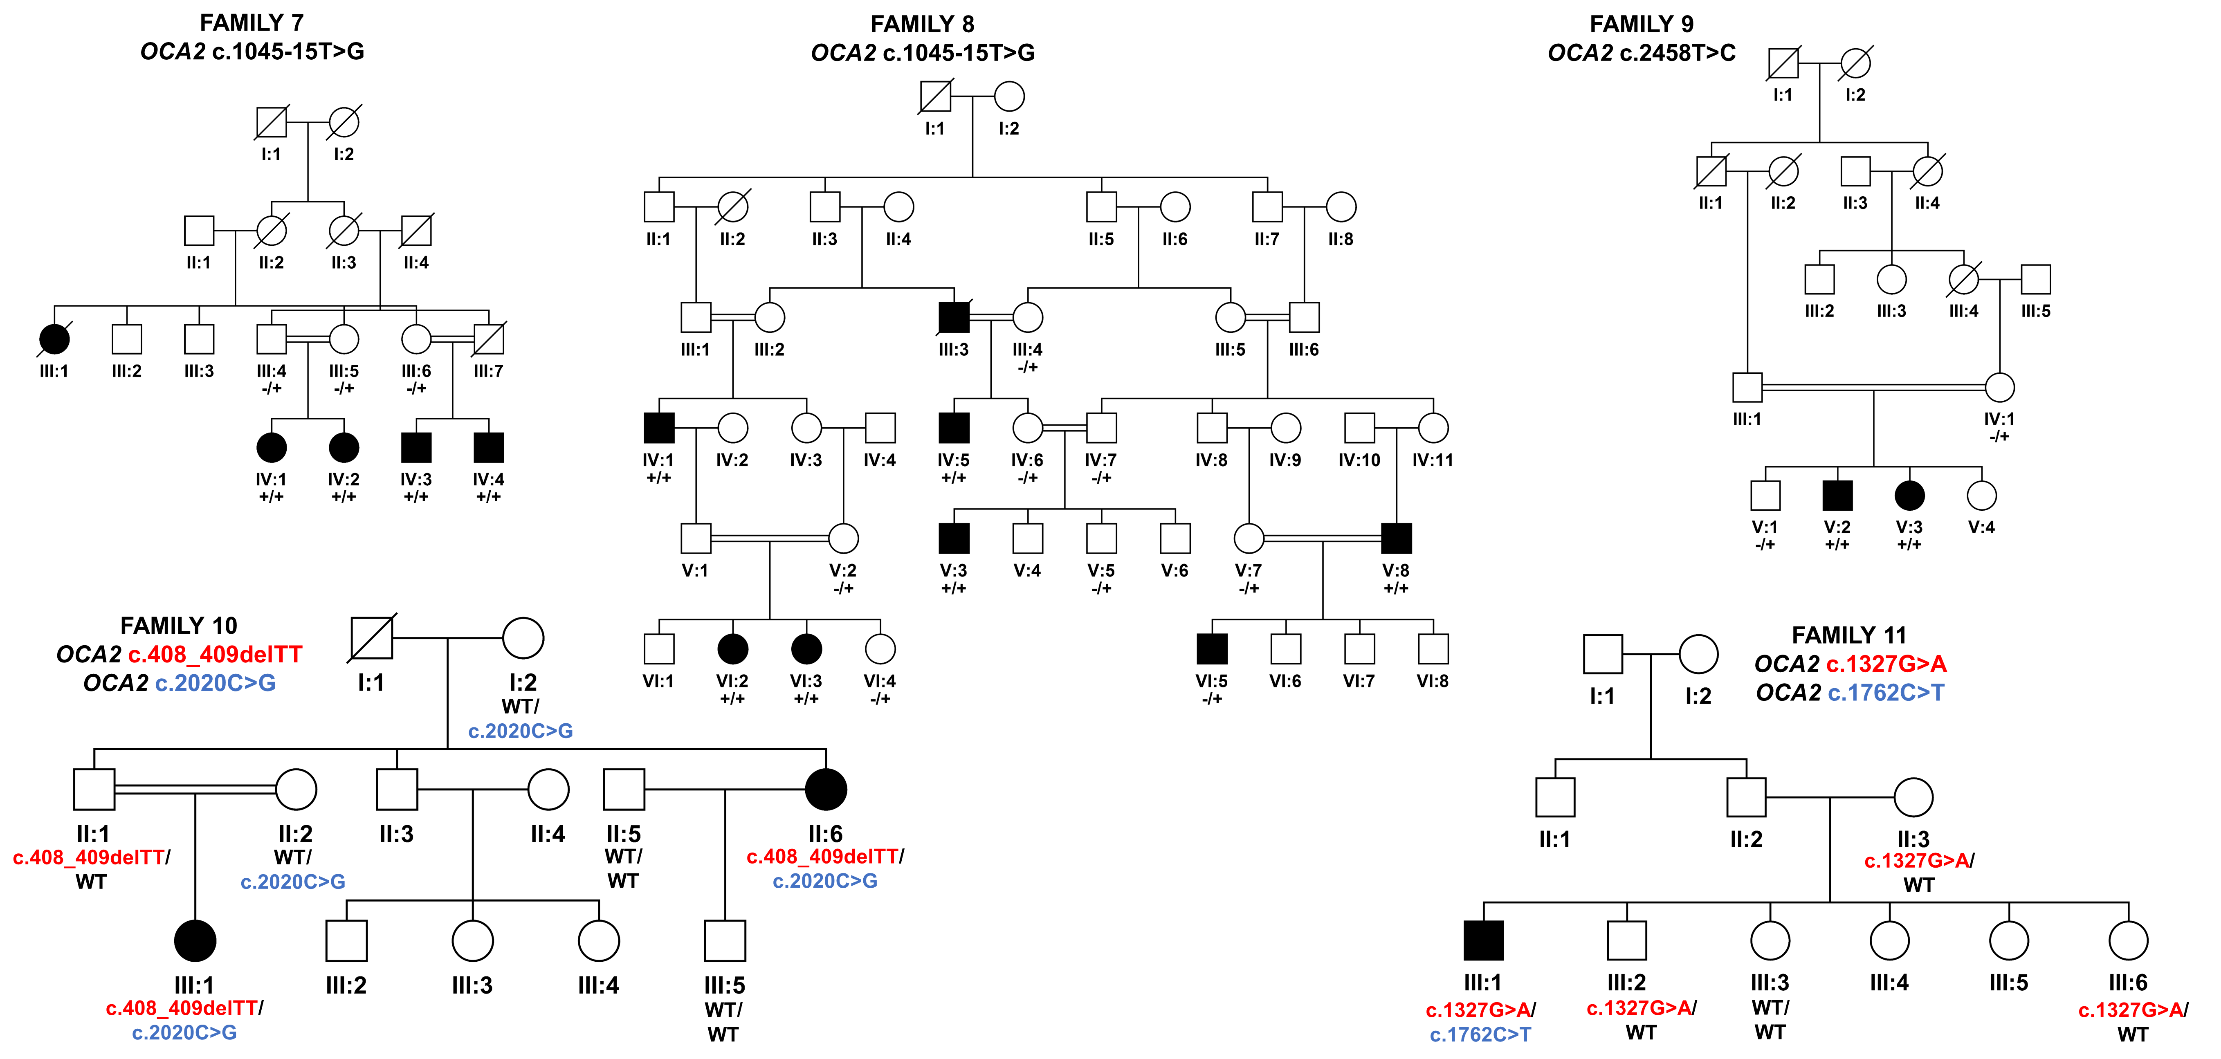 FAMILY 7
OCA2 c.1045-15T>G
I:1 I:2
II:1 II:2 II:3 II:4
III:1 III:2 III:3 III:4 III:5 III:6 III:7
-/+ -/+ -/+
IV:1 IV:2 IV:3 IV:4
+/+ +/+ +/+ +/+
FAMILY 8
OCA2 c.1045-15T>G
I:1 I:2
II:1 II:2 II:3 II:4 II:5 II:6 II:7 II:8
III:1 III:2 III:3 III:4 III:5 III:6
-/+
IV:1 IV:2 IV:3 IV:4 IV:5 IV:6 IV:7 IV:8 IV:9 IV:10 IV:11
+/+ +/+ -/+ -/+
V:1 V:2 V:3 V:4 V:5 V:6 V:7 V:8
-/+ +/+ -/+ -/+ +/+
VI:1 VI:2 VI:3 VI:4 VI:5 VI:6 VI:7 VI:8
+/+ +/+ -/+ -/+
FAMILY 9
OCA2 c.2458T>C
I:1 I:2
II:1 II:2 II:3 II:4
III:2 III:3 III:4 III:5
III:1 IV:1
-/+
V:1 V:2 V:3 V:4
-/+ +/+ +/+
FAMILY 10
OCA2 c.408_409delTT
OCA2 c.2020C>G
I:1 I:2
WT/
c.2020C>G
II:1 II:2 II:3 II:4 II:5 II:6
c.408_409delTT/ WT/ WT/ c.408_409delTT/
WT c.2020C>G WT c.2020C>G
III:1 III:2 III:3 III:4 III:5
c.408_409delTT/ WT/
c.2020C>G WT
FAMILY 11
OCA2 c.1327G>A
OCA2 c.1762C>T
I:1 I:2
II:1 II:2 II:3
c.1327G>A/
WT
III:1 III:2 III:3 III:4 III:5 III:6
c.1327G>A/ c.1327G>A/ WT/ c.1327G>A/
c.1762C>T WT WT WT